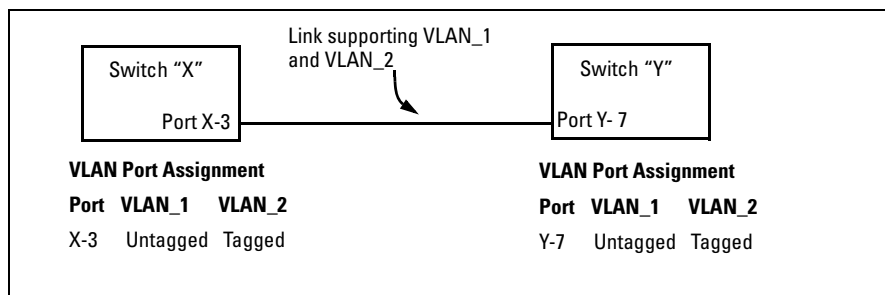 Link supporting VLAN_1
and VLAN_2
Switch “X”
Switch “Y”
Port X-3
Port Y- 7
VLAN Port Assignment
Port VLAN_1 VLAN_2
X-3 Untagged Tagged
VLAN Port Assignment
Port VLAN_1 VLAN_2
Y-7 Untagged Tagged